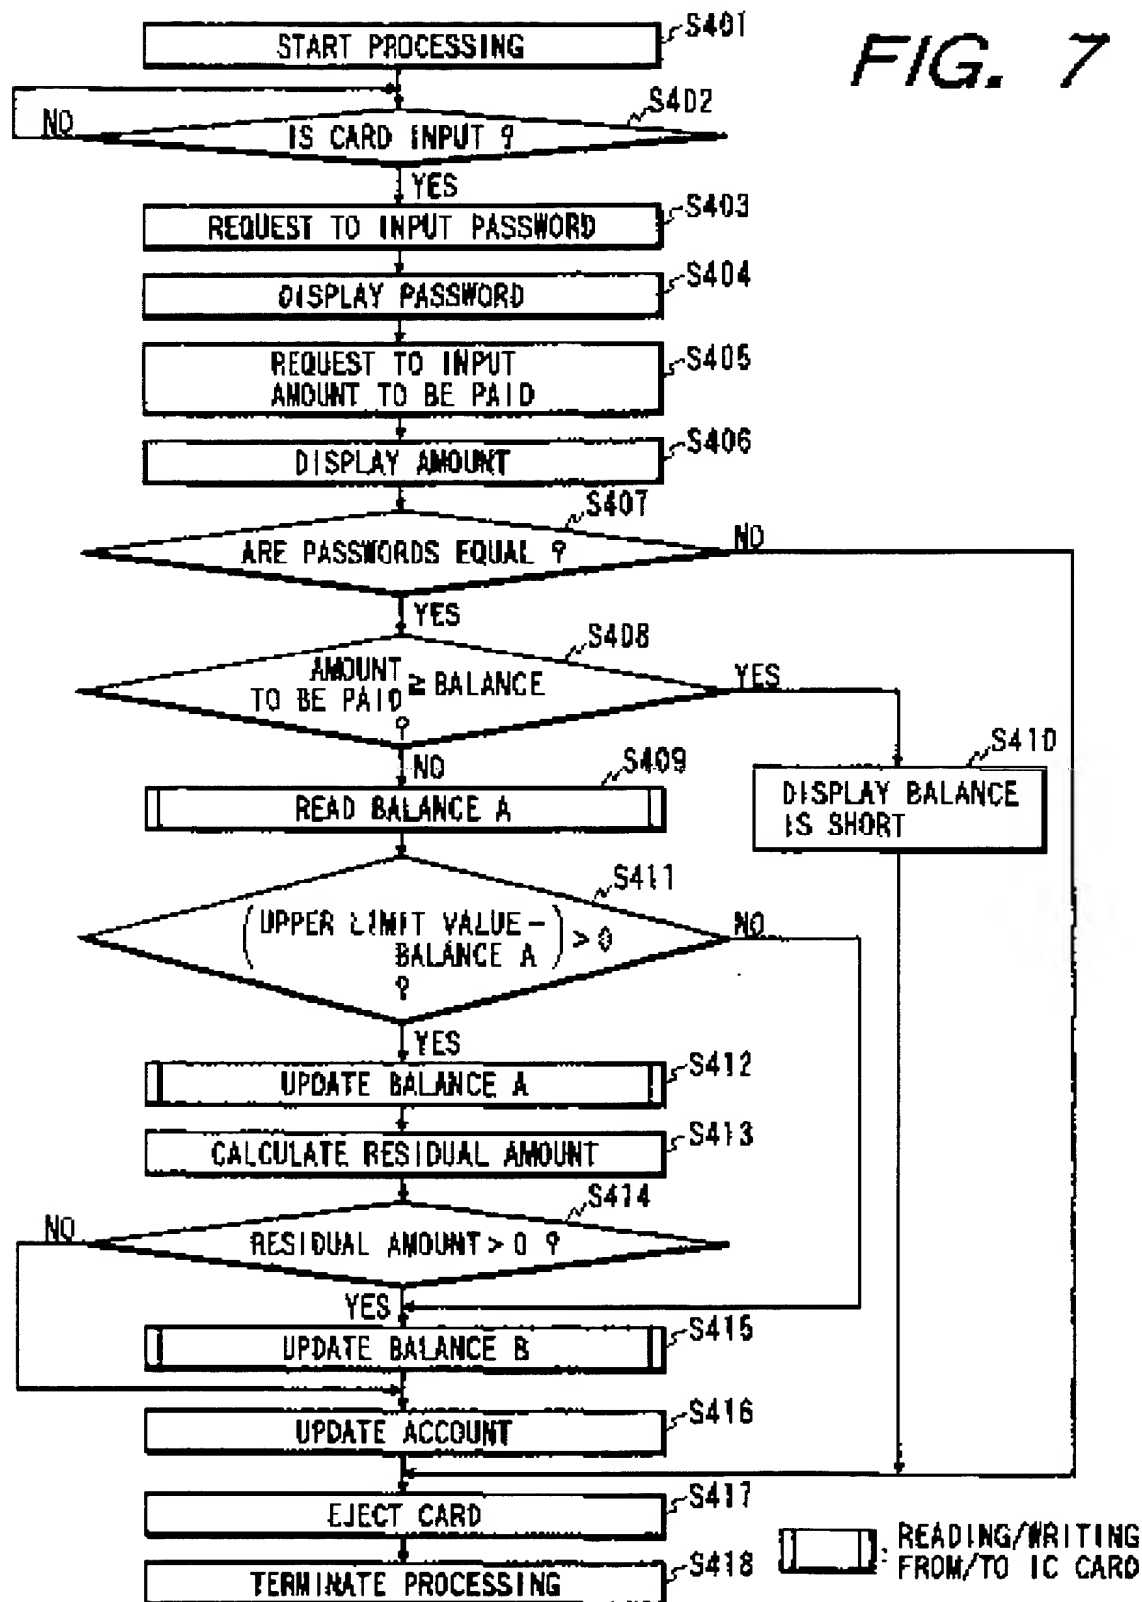 FIG. 7
START PROCESSING
S401
IS CARD INPUT ?
S402
NO
YES
REQUEST TO INPUT PASSWORD
S403
DISPLAY PASSWORD
S404
REQUEST TO INPUT
AMOUNT TO BE PAID
S405
DISPLAY AMOUNT
S406
ARE PASSWORDS EQUAL ?
S407
NO
YES
AMOUNT
TO BE PAID ≥ BALANCE
?
S408
YES
NO
READ BALANCE A
S409
DISPLAY BALANCE
IS SHORT
S410
(UPPER LIMIT VALUE -
BALANCE A) > 0
?
S411
NO
YES
UPDATE BALANCE A
S412
CALCULATE RESIDUAL AMOUNT
S413
RESIDUAL AMOUNT > 0 ?
S414
NO
YES
UPDATE BALANCE B
S415
UPDATE ACCOUNT
S416
EJECT CARD
S417
TERMINATE PROCESSING
S418
: READING/WRITING
FROM/TO IC CARD